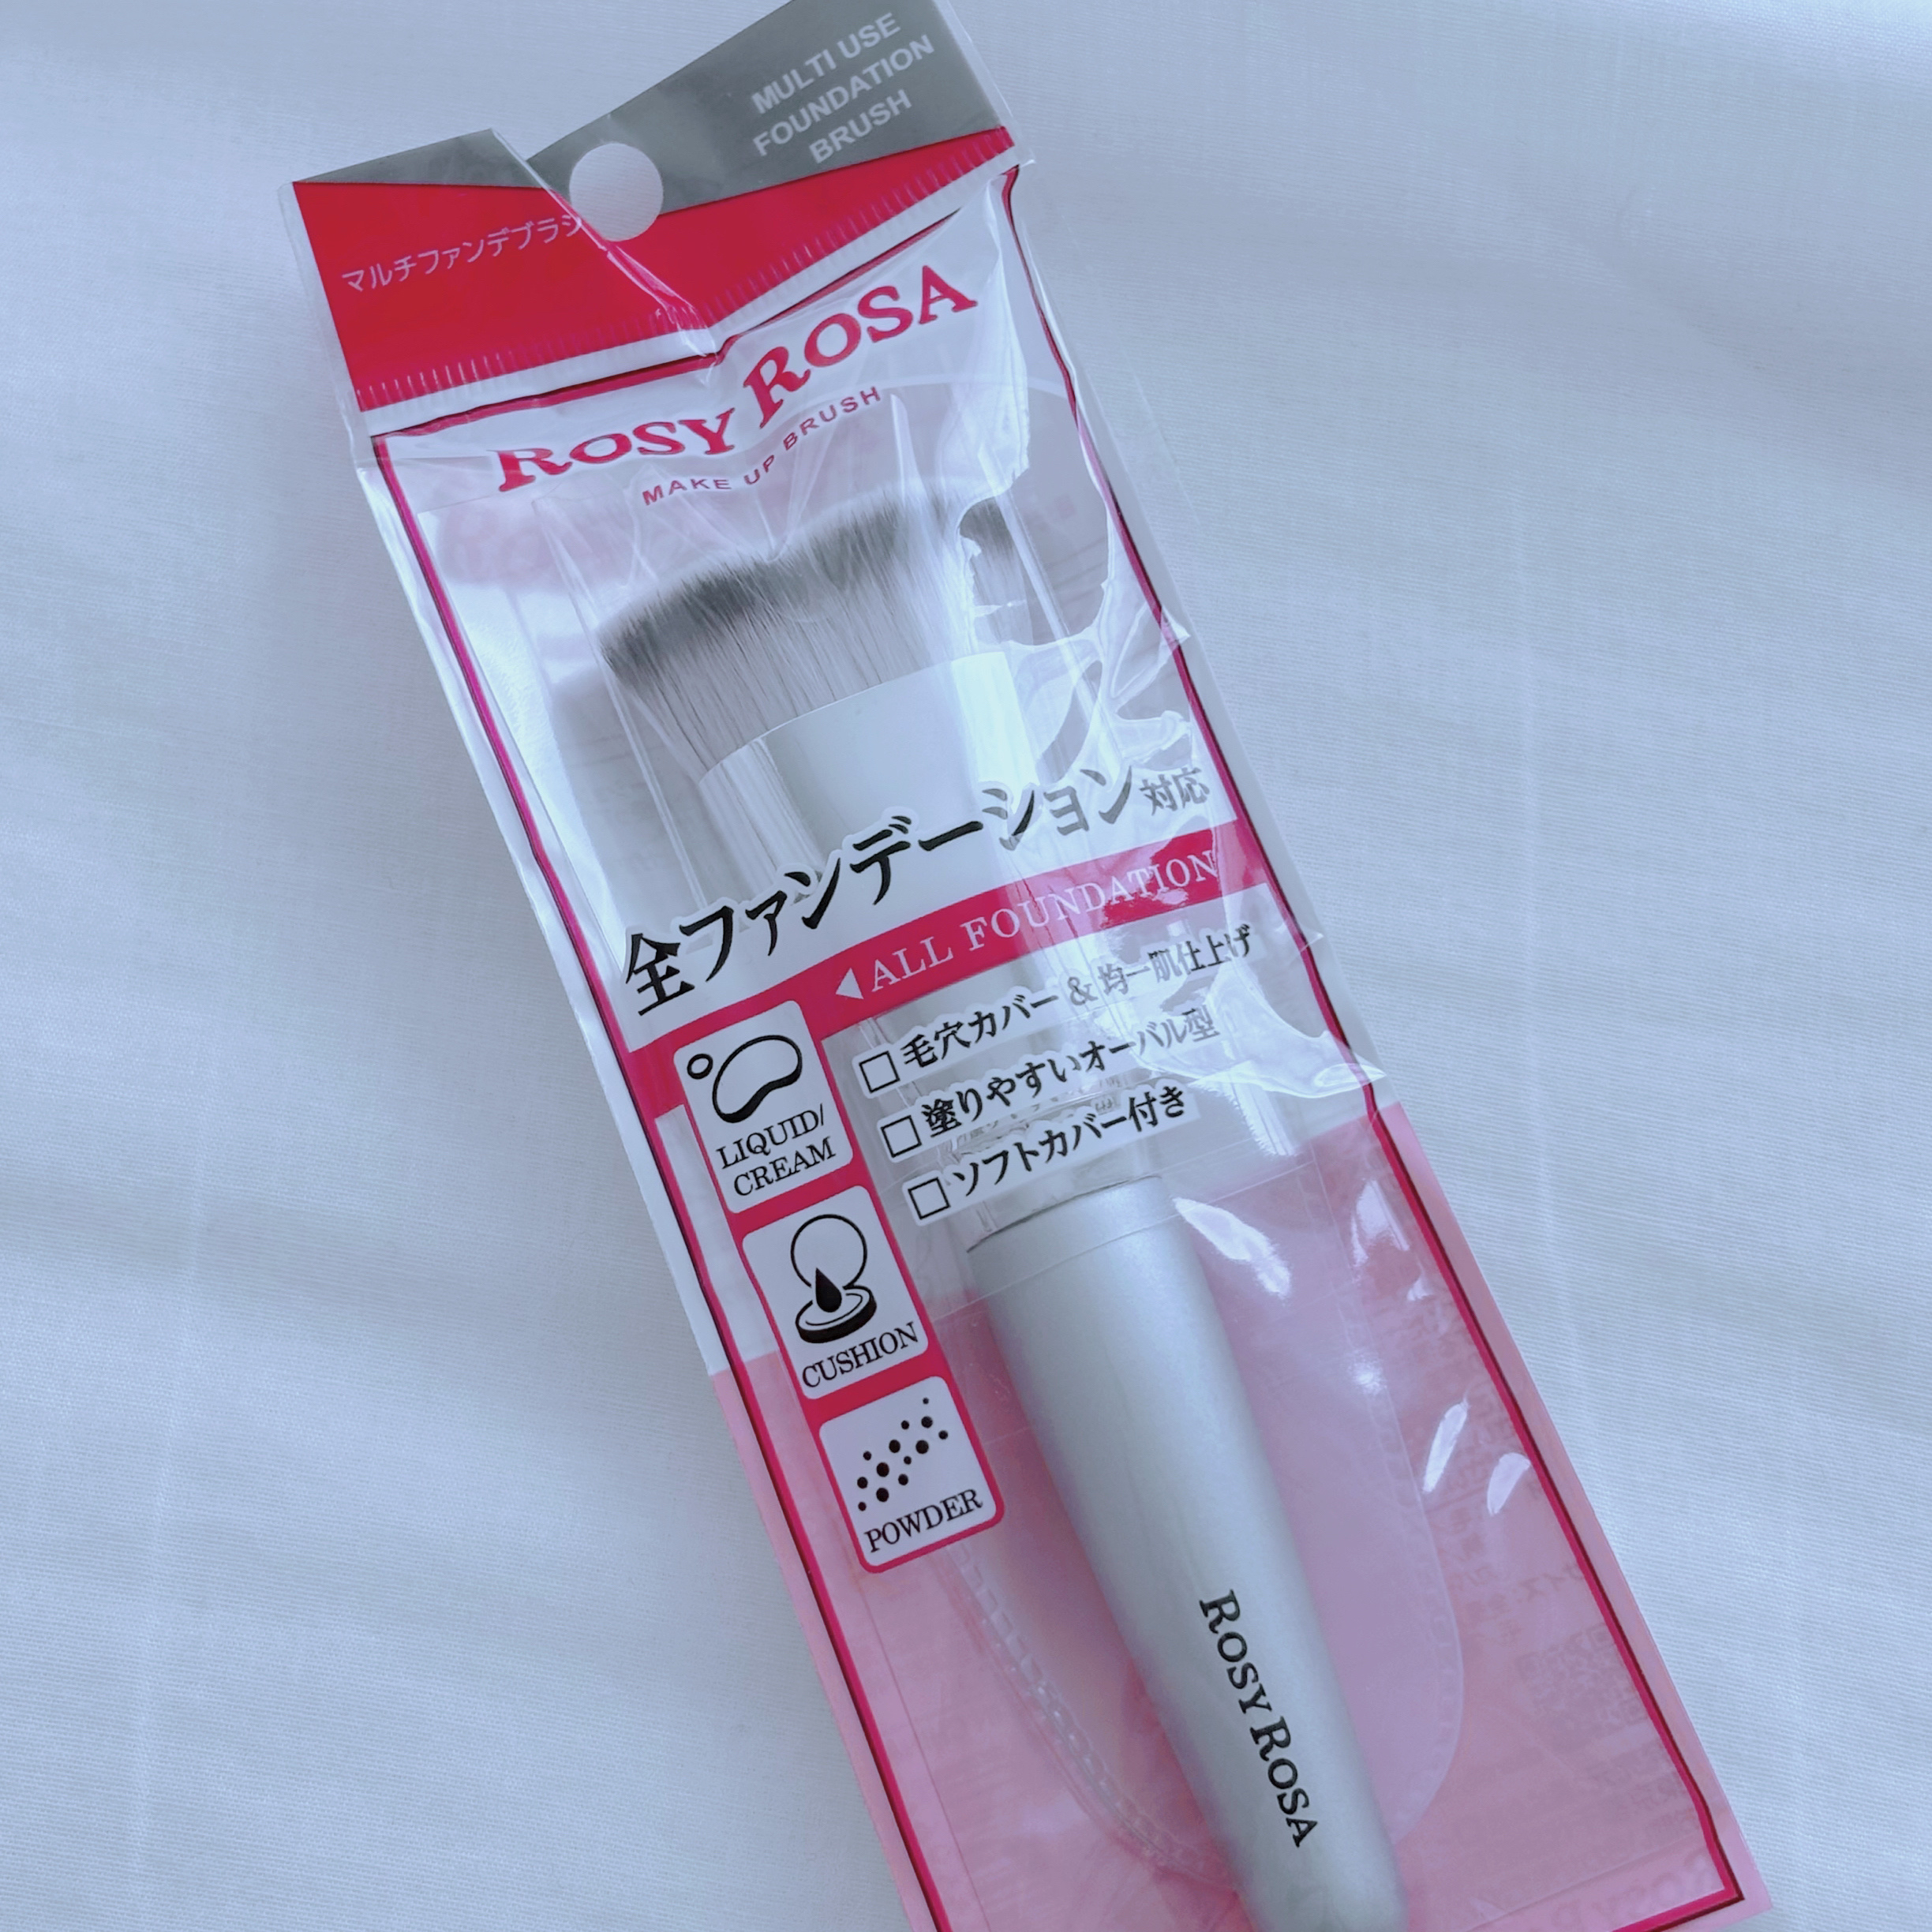 MULTI USE
FOUNDATION
BRUSH
マルチファンデブラシ
ROSY ROSA
MAKE UP BRUSH
全ファンデーション対応
ALL FOUNDATION
毛穴カバー&均一肌仕上げ
塗りやすいオーバル型
ソフトカバー付き
LIQUID/
CREAM
CUSHION
POWDER
ROSY ROSA